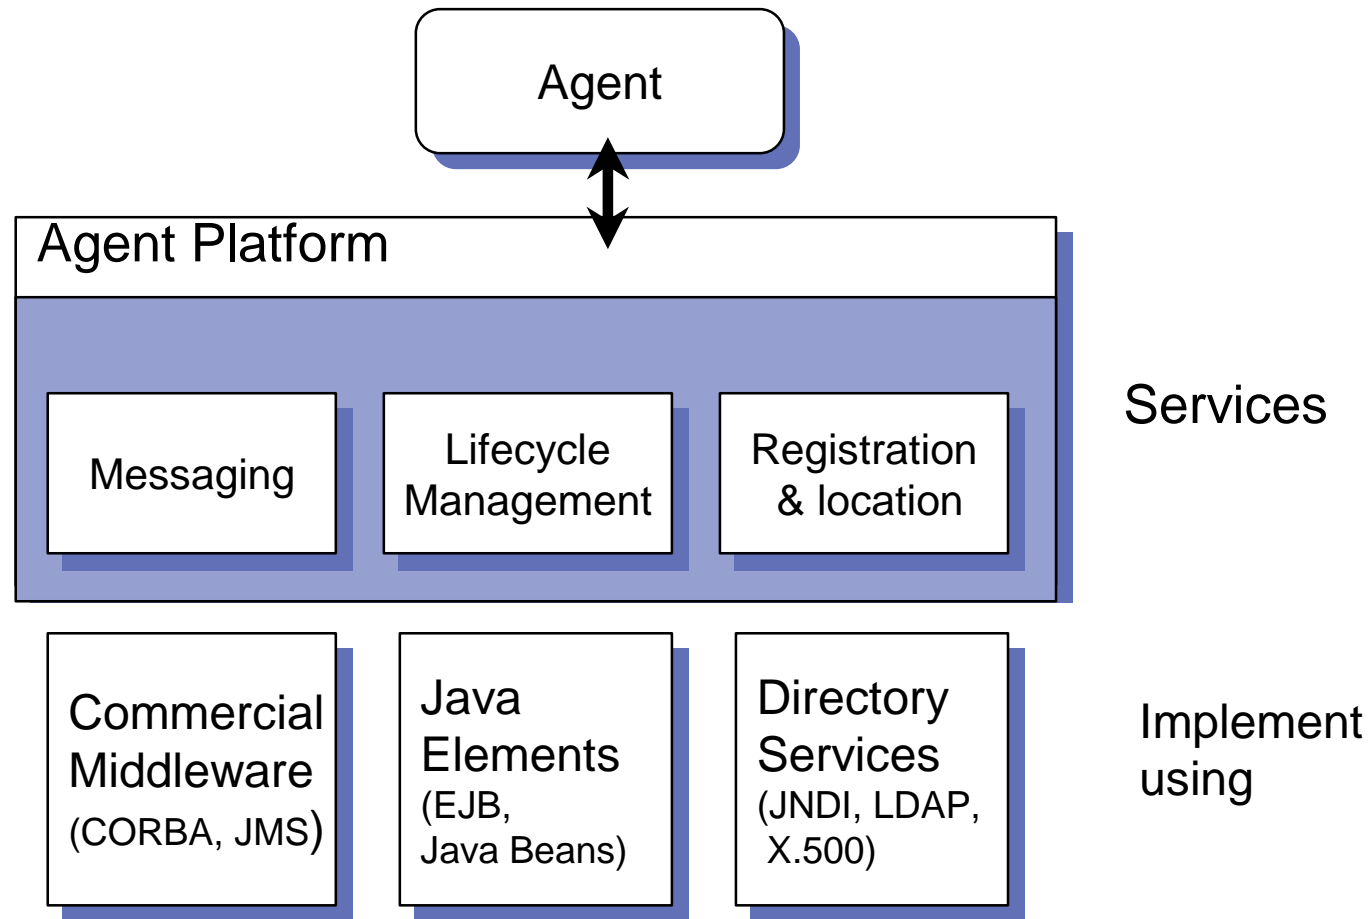 Agent
Agent Platform
Messaging
Lifecycle
Management
Registration
& location
Services
Commercial
Middleware
(CORBA, JMS)
Java
Elements
(EJB,
Java Beans)
Directory
Services
(JNDI, LDAP,
X.500)
Implement
using